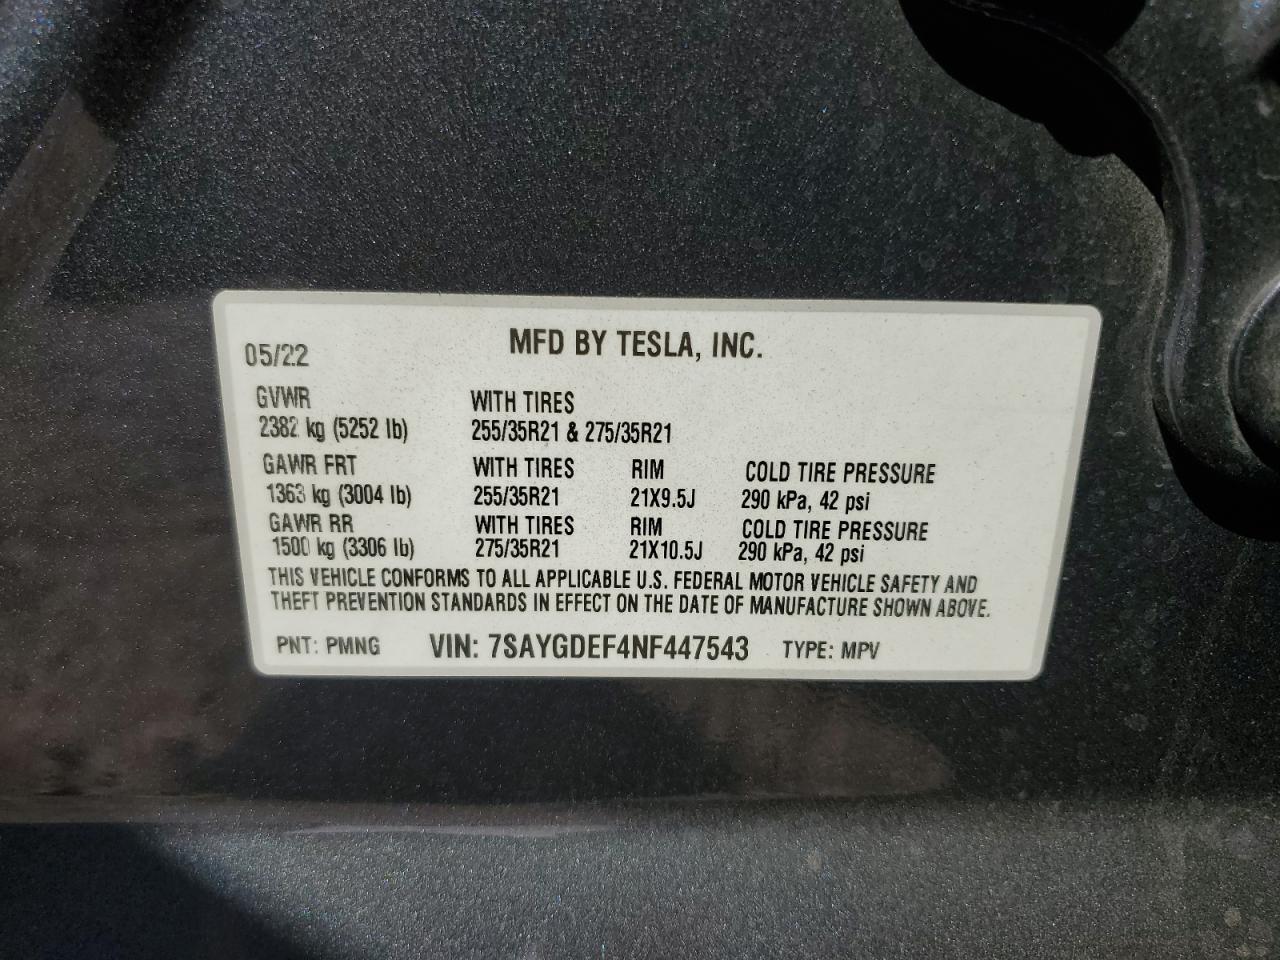 MFD BY TESLA, INC.
05/22
GVWR WITH TIRES
2382 kg (5252 lb) 255/35R21 & 275/35R21
GAWR FRT WITH TIRES RIM COLD TIRE PRESSURE
1363 kg (3004 lb) 255/35R21 21X9.5J 290 kPa, 42 psi
GAWR RR WITH TIRES RIM COLD TIRE PRESSURE
1500 kg (3306 lb) 275/35R21 21X10.5J 290 kPa, 42 psi
THIS VEHICLE CONFORMS TO ALL APPLICABLE U.S. FEDERAL MOTOR VEHICLE SAFETY AND
THEFT PREVENTION STANDARDS IN EFFECT ON THE DATE OF MANUFACTURE SHOWN ABOVE.
PNT: PMNG VIN: 7SAYGDEF4NF447543 TYPE: MPV